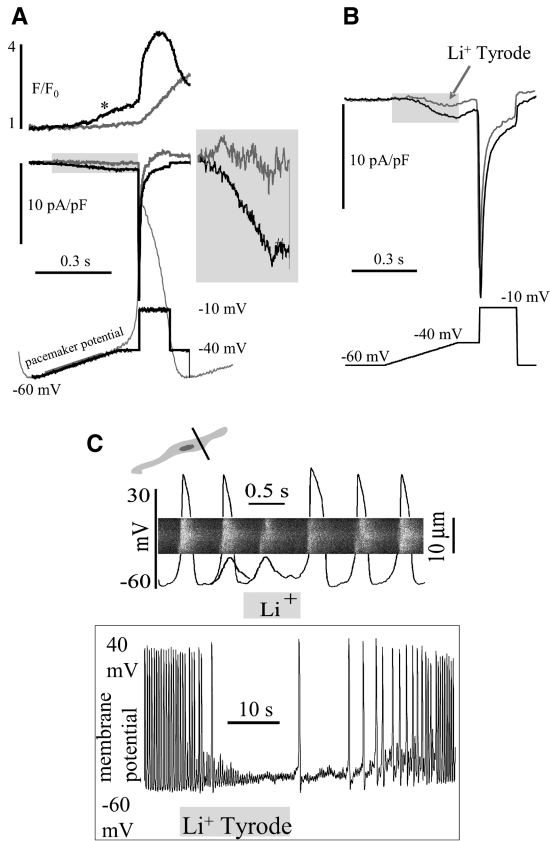 A
4
F/F0
*
1
10 pA/pF
0.3 s
-10 mV
pacemaker potential
-40 mV
-60 mV
B
Li+ Tyrode
10 pA/pF
0.3 s
-10 mV
-40 mV
-60 mV
C
30
0.5 s
mV
10 μm
-60
Li+
40
mV
10 s
membrane
potential
-60
mV
Li+ Tyrode